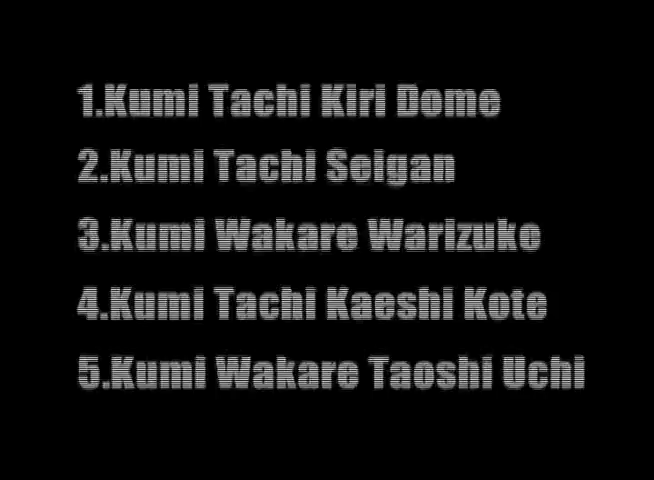 1.Kumi Tachi Kiri Dome
2.Kumi Tachi Seigan
3.Kumi Wakare Warizuke
4.Kumi Tachi Kaeshi Kote
5.Kumi Wakare Taoshi Uchi